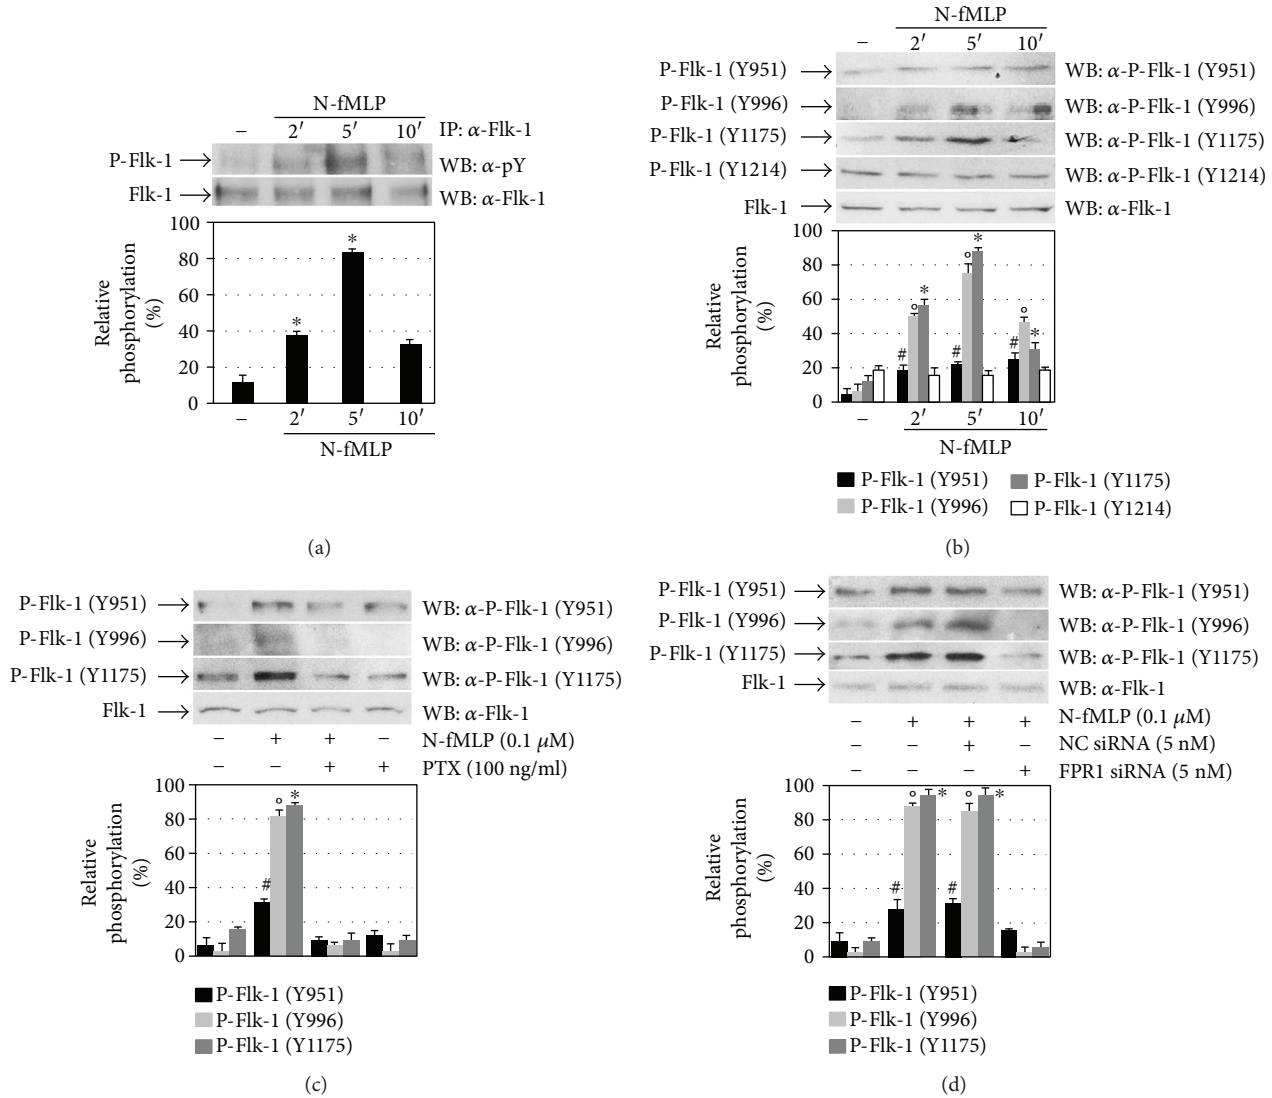 N-fMLP
– 2′ 5′ 10′ IP: α-Flk-1
P-Flk-1 WB: α-pY
Flk-1 WB: α-Flk-1
Relative
phosphorylation
(%)
100
80
60
40
20
0
* *
– 2′ 5′ 10′
N-fMLP
(a)
N-fMLP
– 2′ 5′ 10′
P-Flk-1 (Y951) WB: α-P-Flk-1 (Y951)
P-Flk-1 (Y996) WB: α-P-Flk-1 (Y996)
P-Flk-1 (Y1175) WB: α-P-Flk-1 (Y1175)
P-Flk-1 (Y1214) WB: α-P-Flk-1 (Y1214)
Flk-1 WB: α-Flk-1
Relative
phosphorylation
(%)
100
80
60
40
20
0
# ° * # ° * # ° *
– 2′ 5′ 10′
N-fMLP
P-Flk-1 (Y951) P-Flk-1 (Y1175)
P-Flk-1 (Y996) P-Flk-1 (Y1214)
(b)
P-Flk-1 (Y951) WB: α-P-Flk-1 (Y951)
P-Flk-1 (Y996) WB: α-P-Flk-1 (Y996)
P-Flk-1 (Y1175) WB: α-P-Flk-1 (Y1175)
Flk-1 WB: α-Flk-1
– + + – N-fMLP (0.1 μM)
– – + + PTX (100 ng/ml)
Relative
phosphorylation
(%)
100
80
60
40
20
0
# ° *
P-Flk-1 (Y951)
P-Flk-1 (Y996)
P-Flk-1 (Y1175)
(c)
P-Flk-1 (Y951) WB: α-P-Flk-1 (Y951)
P-Flk-1 (Y996) WB: α-P-Flk-1 (Y996)
P-Flk-1 (Y1175) WB: α-P-Flk-1 (Y1175)
Flk-1 WB: α-Flk-1
– + + + N-fMLP (0.1 μM)
– – + – NC siRNA (5 nM)
– – – + FPR1 siRNA (5 nM)
Relative
phosphorylation
(%)
100
80
60
40
20
0
# ° * # ° *
P-Flk-1 (Y951)
P-Flk-1 (Y996)
P-Flk-1 (Y1175)
(d)